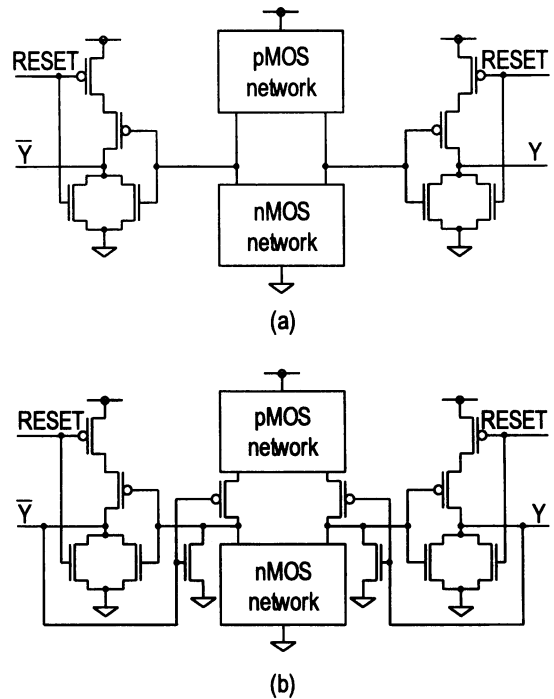 RESET
pMOS
network
RESET
Y̅
Y
nMOS
network
(a)
RESET
pMOS
network
RESET
Y̅
Y
nMOS
network
(b)